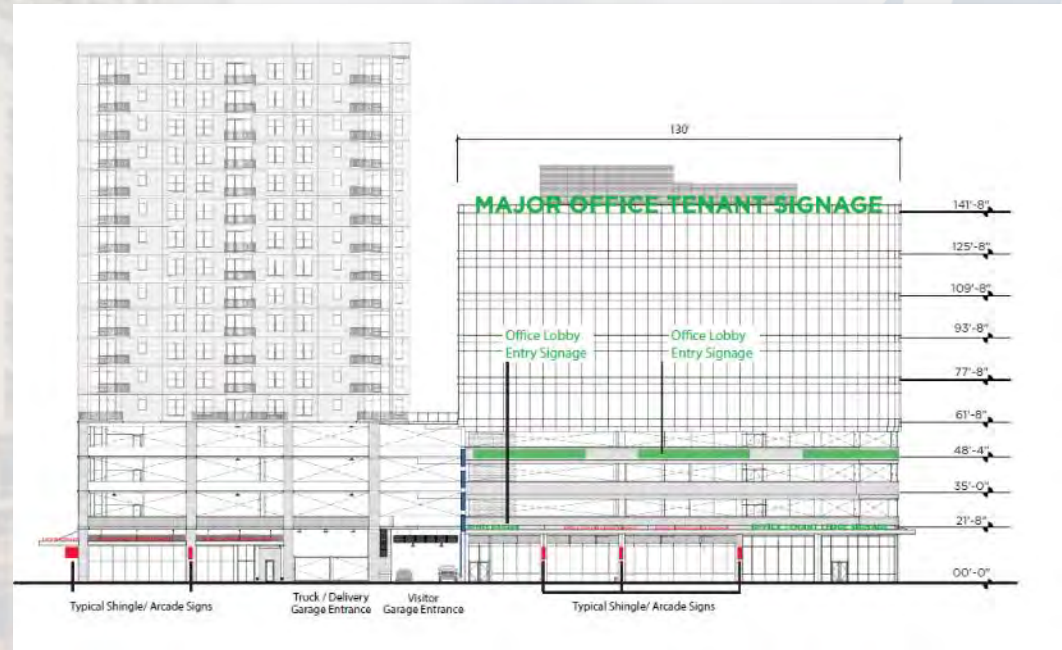 130'
MAJOR OFFICE TENANT SIGNAGE
141'-8"
125'-8"
109'-8"
93'-8"
Office Lobby
Entry Signage
Office Lobby
Entry Signage
77'-8"
61'-8"
48'-4"
35'-0"
21'-8"
00'-0"
Typical Shingle/ Arcade Signs
Truck / Delivery
Garage Entrance
Visitor
Garage Entrance
Typical Shingle/ Arcade Signs